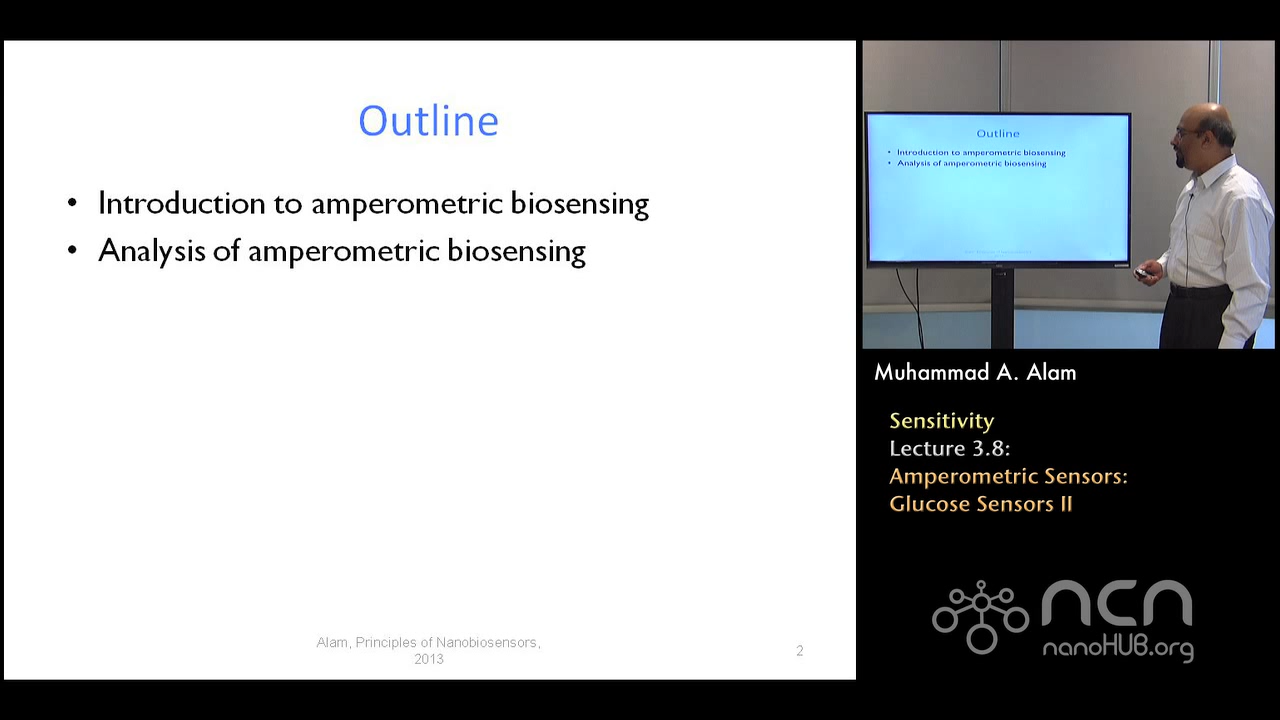 Outline
• Introduction to amperometric biosensing
• Analysis of amperometric biosensing
Alam, Principles of Nanobiosensors,
2013
2
Outline
• Introduction to amperometric biosensing
• Analysis of amperometric biosensing
Muhammad A. Alam
Sensitivity
Lecture 3.8:
Amperometric Sensors:
Glucose Sensors II
ncn
nanoHUB.org